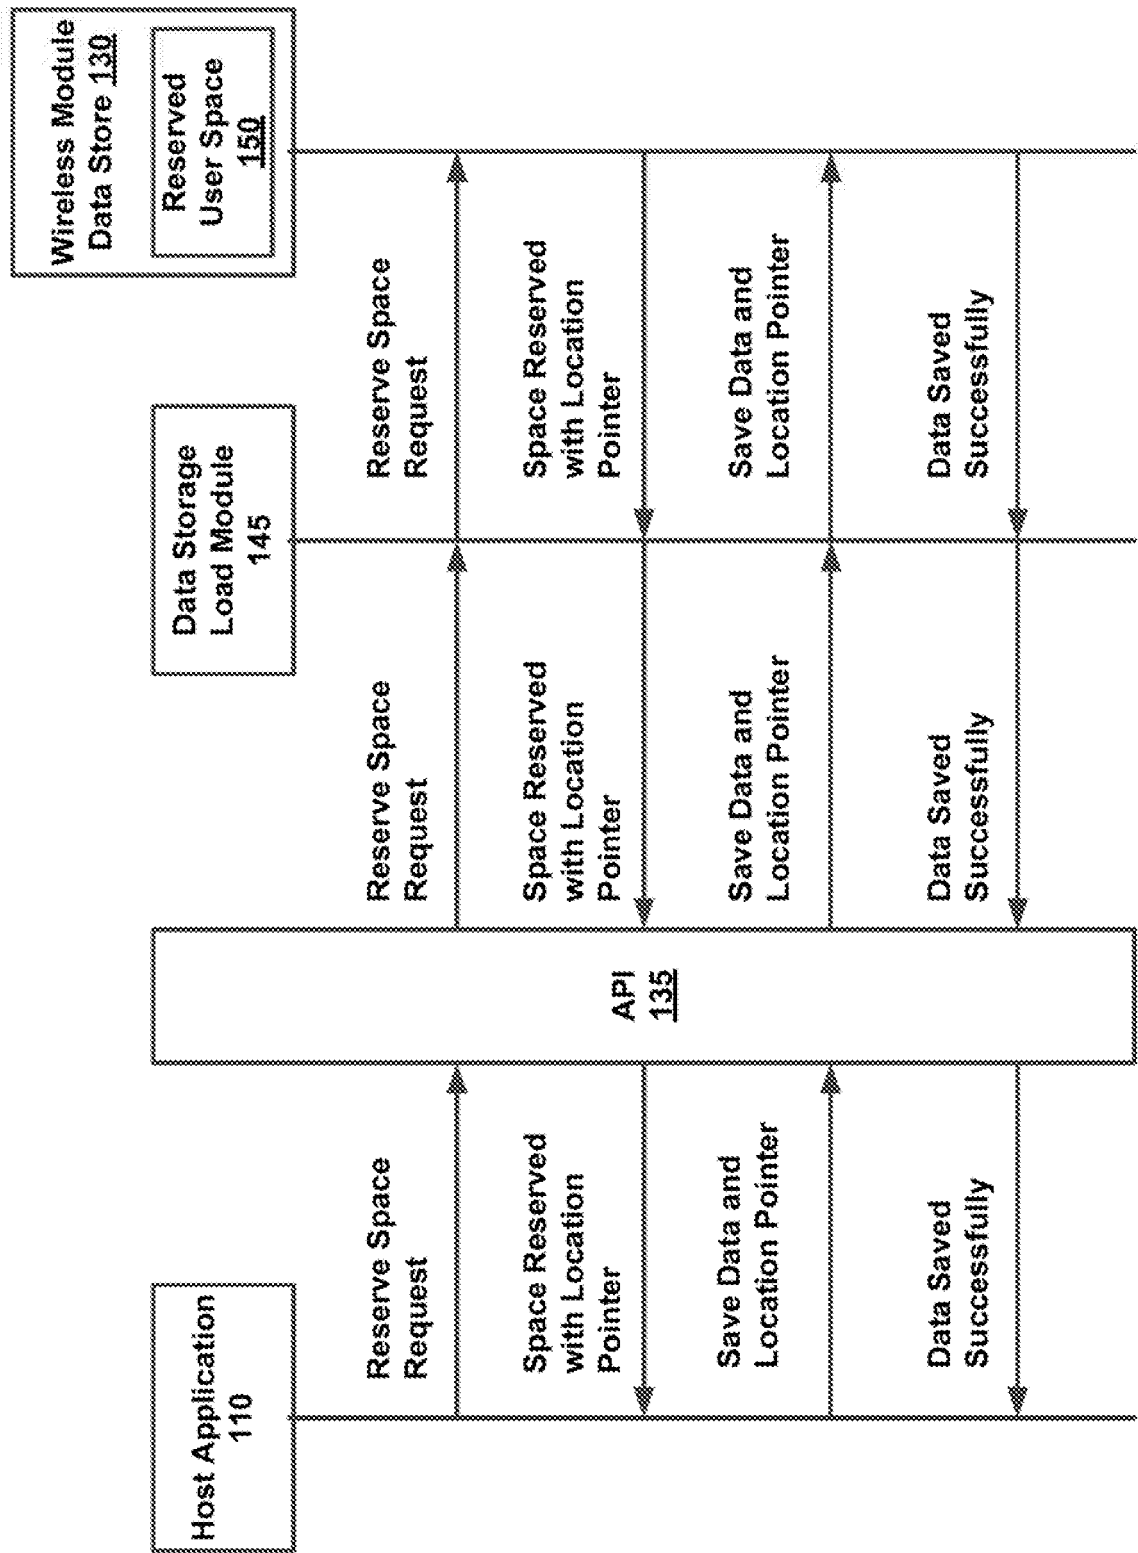 Host Application
110
API
135
Data Storage
Load Module
145
Wireless Module
Data Store 130
Reserved
User Space
150
Reserve Space
Request
Reserve Space
Request
Reserve Space
Request
Space Reserved
with Location
Pointer
Space Reserved
with Location
Pointer
Space Reserved
with Location
Pointer
Save Data and
Location Pointer
Save Data and
Location Pointer
Save Data and
Location Pointer
Data Saved
Successfully
Data Saved
Successfully
Data Saved
Successfully